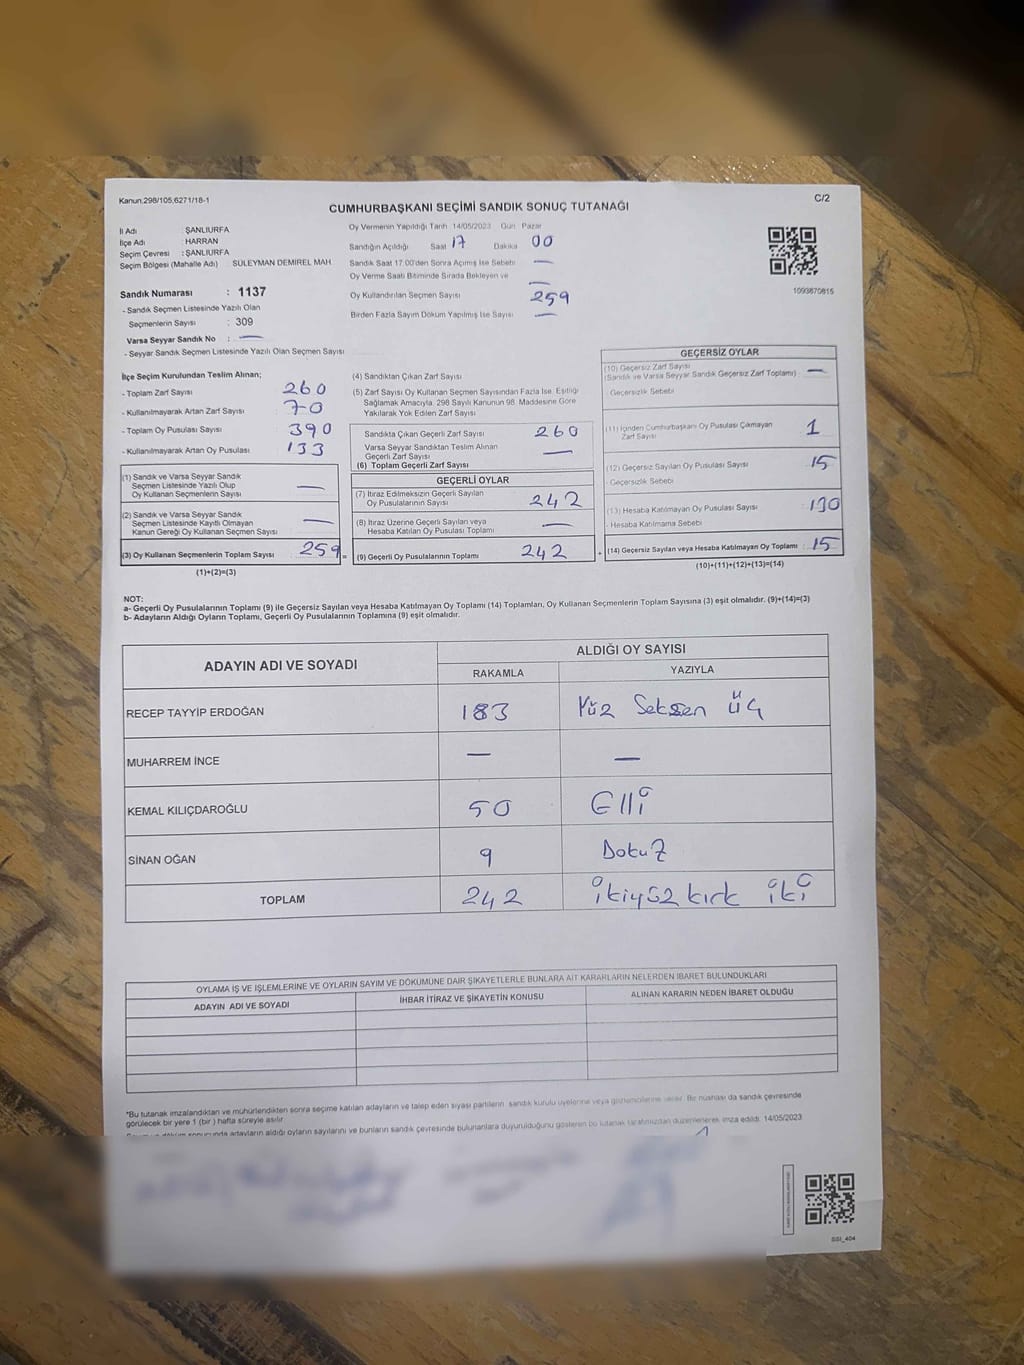 Kanun,298/105;6271/18-1
C/2
CUMHURBAŞKANI SEÇİMİ SANDIK SONUÇ TUTANAĞI
İl Adı : ŞANLIURFA
İlçe Adı : HARRAN
Seçim Çevresi : ŞANLIURFA
Seçim Bölgesi (Mahalle Adı) SÜLEYMAN DEMİREL MAH.
Sandık Numarası : 1137
- Sandık Seçmen Listesinde Yazılı Olan
Seçmenlerin Sayısı : 309
Varsa Seyyar Sandık No : —
- Seyyar Sandık Seçmen Listesinde Yazılı Olan Seçmen Sayısı
Oy Vermenin Yapıldığı Tarih 14/05/2023 Gün Pazar
Sandığın Açıldığı Saat 17 Dakika 00
Sandık Saat 17:00'den Sonra Açılmış İse Sebebi —
Oy Verme Saati Bitiminde Sırada Bekleyen ve —
Oy Kullandırılan Seçmen Sayısı 259
Birden Fazla Sayım Döküm Yapılmış İse Sayısı —
1093670815
İlçe Seçim Kurulundan Teslim Alınan;
- Toplam Zarf Sayısı 260
- Kullanılmayarak Artan Zarf Sayısı 70
- Toplam Oy Pusulası Sayısı 390
- Kullanılmayarak Artan Oy Pusulası 133
(1) Sandık ve Varsa Seyyar Sandık
Seçmen Listesinde Yazılı Olup
Oy Kullanan Seçmenlerin Sayısı —
(2) Sandık ve Varsa Seyyar Sandık
Seçmen Listesinde Kayıtlı Olmayan
Kanun Gereği Oy Kullanan Seçmen Sayısı —
(3) Oy Kullanan Seçmenlerin Toplam Sayısı 259 =
(1)+(2)=(3)
(4) Sandıktan Çıkan Zarf Sayısı
(5) Zarf Sayısı Oy Kullanan Seçmen Sayısından Fazla İse, Eşitliği
Sağlamak Amacıyla, 298 Sayılı Kanunun 98. Maddesine Göre
Yakılarak Yok Edilen Zarf Sayısı
Sandıkta Çıkan Geçerli Zarf Sayısı 260
Varsa Seyyar Sandıktan Teslim Alınan
Geçerli Zarf Sayısı —
(6) Toplam Geçerli Zarf Sayısı
GEÇERLİ OYLAR
(7) İtiraz Edilmeksizin Geçerli Sayılan
Oy Pusulalarının Sayısı 242
(8) İtiraz Üzerine Geçerli Sayılan veya
Hesaba Katılan Oy Pusulası Toplamı —
(9) Geçerli Oy Pusulalarının Toplamı 242 +
GEÇERSİZ OYLAR
(10) Geçersiz Zarf Sayısı
(Sandık ve Varsa Seyyar Sandık Geçersiz Zarf Toplamı) : —
- Geçersizlik Sebebi
(11) İçinden Cumhurbaşkanı Oy Pusulası Çıkmayan
Zarf Sayısı 1
(12) Geçersiz Sayılan Oy Pusulası Sayısı 15
- Geçersizlik Sebebi
(13) Hesaba Katılmayan Oy Pusulası Sayısı
- Hesaba Katılmama Sebebi
(14) Geçersiz Sayılan veya Hesaba Katılmayan Oy Toplamı : 15
(10)+(11)+(12)+(13)=(14)
NOT:
a- Geçerli Oy Pusulalarının Toplamı (9) ile Geçersiz Sayılan veya Hesaba Katılmayan Oy Toplamı (14) Toplamları, Oy Kullanan Seçmenlerin Toplam Sayısına (3) eşit olmalıdır. (9)+(14)=(3)
b- Adayların Aldığı Oyların Toplamı, Geçerli Oy Pusulalarının Toplamına (9) eşit olmalıdır.
ADAYIN ADI VE SOYADI
ALDIĞI OY SAYISI
RAKAMLA YAZIYLA
RECEP TAYYİP ERDOĞAN 183 Yüz Seksen üç
MUHARREM İNCE — —
KEMAL KILIÇDAROĞLU 50 Elli
SİNAN OĞAN 9 Dokuz
TOPLAM 242 ikiyüz kırk iki
OYLAMA İŞ VE İŞLEMLERİNE VE OYLARIN SAYIM VE DÖKÜMÜNE DAİR ŞİKAYETLERLE BUNLARA AİT KARARLARIN NELERDEN İBARET BULUNDUKLARI
ADAYIN ADI VE SOYADI İHBAR İTİRAZ VE ŞİKAYETİN KONUSU ALINAN KARARIN NEDEN İBARET OLDUĞU
*Bu tutanak imzalandıktan ve mühürlendikten sonra seçime katılan adayların ve talep eden siyasi partilerin, sandık kurulu üyelerine veya gözlemcilerine verilir. Bir nüshası da sandık çevresinde
görülecek bir yere 1 (bir ) hafta süreyle asılır.
adayların aldığı oyların sayılarını ve bunların sandık çevresinde bulunanlara duyurulduğunu gösteren bu tutanak tarafımızdan düzenlenerek imza edildi. 14/05/2023
SSI_404